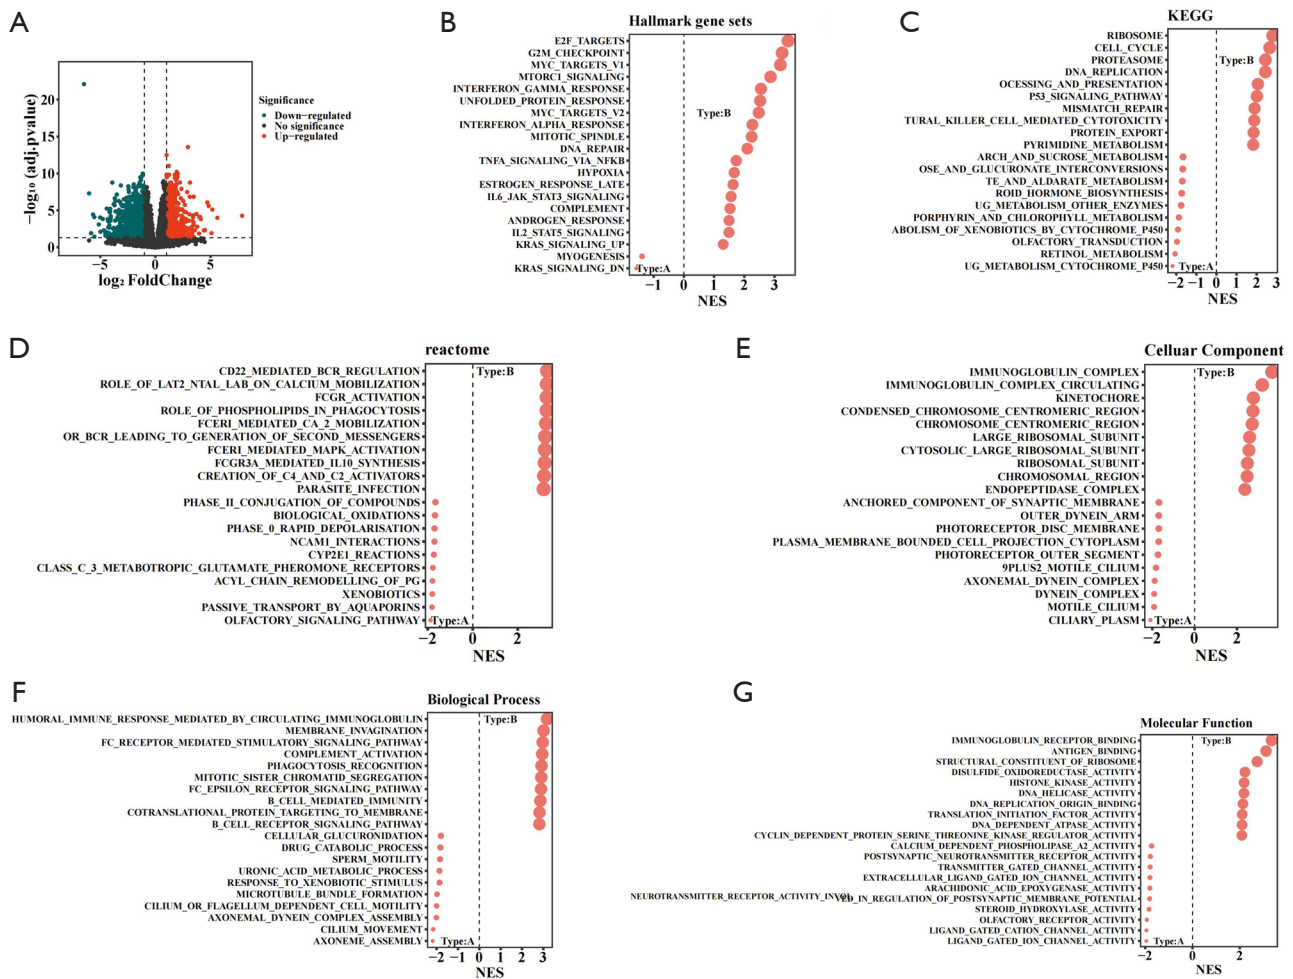 A
−log₁₀ (adj.pvalue)
20
15
10
5
0
−5
0
5
log₂ FoldChange
Significance
Down−regulated
No significance
Up−regulated
B
Hallmark gene sets
E2F_TARGETS
G2M_CHECKPOINT
MYC_TARGETS_V1
MTORC1_SIGNALING
INTERFERON_GAMMA_RESPONSE
UNFOLDED_PROTEIN_RESPONSE
MYC_TARGETS_V2
INTERFERON_ALPHA_RESPONSE
MITOTIC_SPINDLE
DNA_REPAIR
TNFA_SIGNALING_VIA_NFKB
HYPOXIA
ESTROGEN_RESPONSE_LATE
IL6_JAK_STAT3_SIGNALING
COMPLEMENT
ANDROGEN_RESPONSE
IL2_STAT5_SIGNALING
KRAS_SIGNALING_UP
MYOGENESIS
KRAS_SIGNALING_DN
Type:B
Type:A
−1 0 1 2 3
NES
C
KEGG
RIBOSOME
CELL_CYCLE
PROTEASOME
DNA_REPLICATION
OCESSING_AND_PRESENTATION
P53_SIGNALING_PATHWAY
MISMATCH_REPAIR
TURAL_KILLER_CELL_MEDIATED_CYTOTOXICITY
PROTEIN_EXPORT
PYRIMIDINE_METABOLISM
ARCH_AND_SUCROSE_METABOLISM
OSE_AND_GLUCURONATE_INTERCONVERSIONS
TE_AND_ALDARATE_METABOLISM
ROID_HORMONE_BIOSYNTHESIS
UG_METABOLISM_OTHER_ENZYMES
PORPHYRIN_AND_CHLOROPHYLL_METABOLISM
ABOLISM_OF_XENOBIOTICS_BY_CYTOCHROME_P450
OLFACTORY_TRANSDUCTION
RETINOL_METABOLISM
UG_METABOLISM_CYTOCHROME_P450
Type:B
Type:A
−2 −1 0 1 2 3
NES
D
reactome
CD22_MEDIATED_BCR_REGULATION
ROLE_OF_LAT2_NTAL_LAB_ON_CALCIUM_MOBILIZATION
FCGR_ACTIVATION
ROLE_OF_PHOSPHOLIPIDS_IN_PHAGOCYTOSIS
FCERI_MEDIATED_CA_2_MOBILIZATION
OR_BCR_LEADING_TO_GENERATION_OF_SECOND_MESSENGERS
FCERI_MEDIATED_MAPK_ACTIVATION
FCGR3A_MEDIATED_IL10_SYNTHESIS
CREATION_OF_C4_AND_C2_ACTIVATORS
PARASITE_INFECTION
PHASE_II_CONJUGATION_OF_COMPOUNDS
BIOLOGICAL_OXIDATIONS
PHASE_0_RAPID_DEPOLARISATION
NCAM1_INTERACTIONS
CYP2E1_REACTIONS
CLASS_C_3_METABOTROPIC_GLUTAMATE_PHEROMONE_RECEPTORS
ACYL_CHAIN_REMODELLING_OF_PG
XENOBIOTICS
PASSIVE_TRANSPORT_BY_AQUAPORINS
OLFACTORY_SIGNALING_PATHWAY
Type:B
Type:A
−2 0 2
NES
E
Celluar Component
IMMUNOGLOBULIN_COMPLEX
IMMUNOGLOBULIN_COMPLEX_CIRCULATING
KINETOCHORE
CONDENSED_CHROMOSOME_CENTROMERIC_REGION
CHROMOSOME_CENTROMERIC_REGION
LARGE_RIBOSOMAL_SUBUNIT
CYTOSOLIC_LARGE_RIBOSOMAL_SUBUNIT
RIBOSOMAL_SUBUNIT
CHROMOSOMAL_REGION
ENDOPEPTIDASE_COMPLEX
ANCHORED_COMPONENT_OF_SYNAPTIC_MEMBRANE
OUTER_DYNEIN_ARM
PHOTORECEPTOR_DISC_MEMBRANE
PLASMA_MEMBRANE_BOUNDED_CELL_PROJECTION_CYTOPLASM
PHOTORECEPTOR_OUTER_SEGMENT
9PLUS2_MOTILE_CILIUM
AXONEMAL_DYNEIN_COMPLEX
DYNEIN_COMPLEX
MOTILE_CILIUM
CILIARY_PLASM
Type:B
Type:A
−2 0 2
NES
F
Biological Process
HUMORAL_IMMUNE_RESPONSE_MEDIATED_BY_CIRCULATING_IMMUNOGLOBULIN
MEMBRANE_INVAGINATION
FC_RECEPTOR_MEDIATED_STIMULATORY_SIGNALING_PATHWAY
COMPLEMENT_ACTIVATION
PHAGOCYTOSIS_RECOGNITION
MITOTIC_SISTER_CHROMATID_SEGREGATION
FC_EPSILON_RECEPTOR_SIGNALING_PATHWAY
B_CELL_MEDIATED_IMMUNITY
COTRANSLATIONAL_PROTEIN_TARGETING_TO_MEMBRANE
B_CELL_RECEPTOR_SIGNALING_PATHWAY
CELLULAR_GLUCURONIDATION
DRUG_CATABOLIC_PROCESS
SPERM_MOTILITY
URONIC_ACID_METABOLIC_PROCESS
RESPONSE_TO_XENOBIOTIC_STIMULUS
MICROTUBULE_BUNDLE_FORMATION
CILIUM_OR_FLAGELLUM_DEPENDENT_CELL_MOTILITY
AXONEMAL_DYNEIN_COMPLEX_ASSEMBLY
CILIUM_MOVEMENT
AXONEME_ASSEMBLY
Type:B
Type:A
−2 −1 0 1 2 3
NES
G
Molecular Function
IMMUNOGLOBULIN_RECEPTOR_BINDING
ANTIGEN_BINDING
STRUCTURAL_CONSTITUENT_OF_RIBOSOME
DISULFIDE_OXIDOREDUCTASE_ACTIVITY
HISTONE_KINASE_ACTIVITY
DNA_HELICASE_ACTIVITY
DNA_REPLICATION_ORIGIN_BINDING
TRANSLATION_INITIATION_FACTOR_ACTIVITY
DNA_DEPENDENT_ATPASE_ACTIVITY
CYCLIN_DEPENDENT_PROTEIN_SERINE_THREONINE_KINASE_REGULATOR_ACTIVITY
CALCIUM_DEPENDENT_PHOSPHOLIPASE_A2_ACTIVITY
POSTSYNAPTIC_NEUROTRANSMITTER_RECEPTOR_ACTIVITY
TRANSMITTER_GATED_CHANNEL_ACTIVITY
EXTRACELLULAR_LIGAND_GATED_ION_CHANNEL_ACTIVITY
ARACHIDONIC_ACID_EPOXYGENASE_ACTIVITY
NEUROTRANSMITTER_RECEPTOR_ACTIVITY_INVOLVED_IN_REGULATION_OF_POSTSYNAPTIC_MEMBRANE_POTENTIAL
STEROID_HYDROXYLASE_ACTIVITY
OLFACTORY_RECEPTOR_ACTIVITY
LIGAND_GATED_CATION_CHANNEL_ACTIVITY
LIGAND_GATED_ION_CHANNEL_ACTIVITY
Type:B
Type:A
−2 0 2
NES